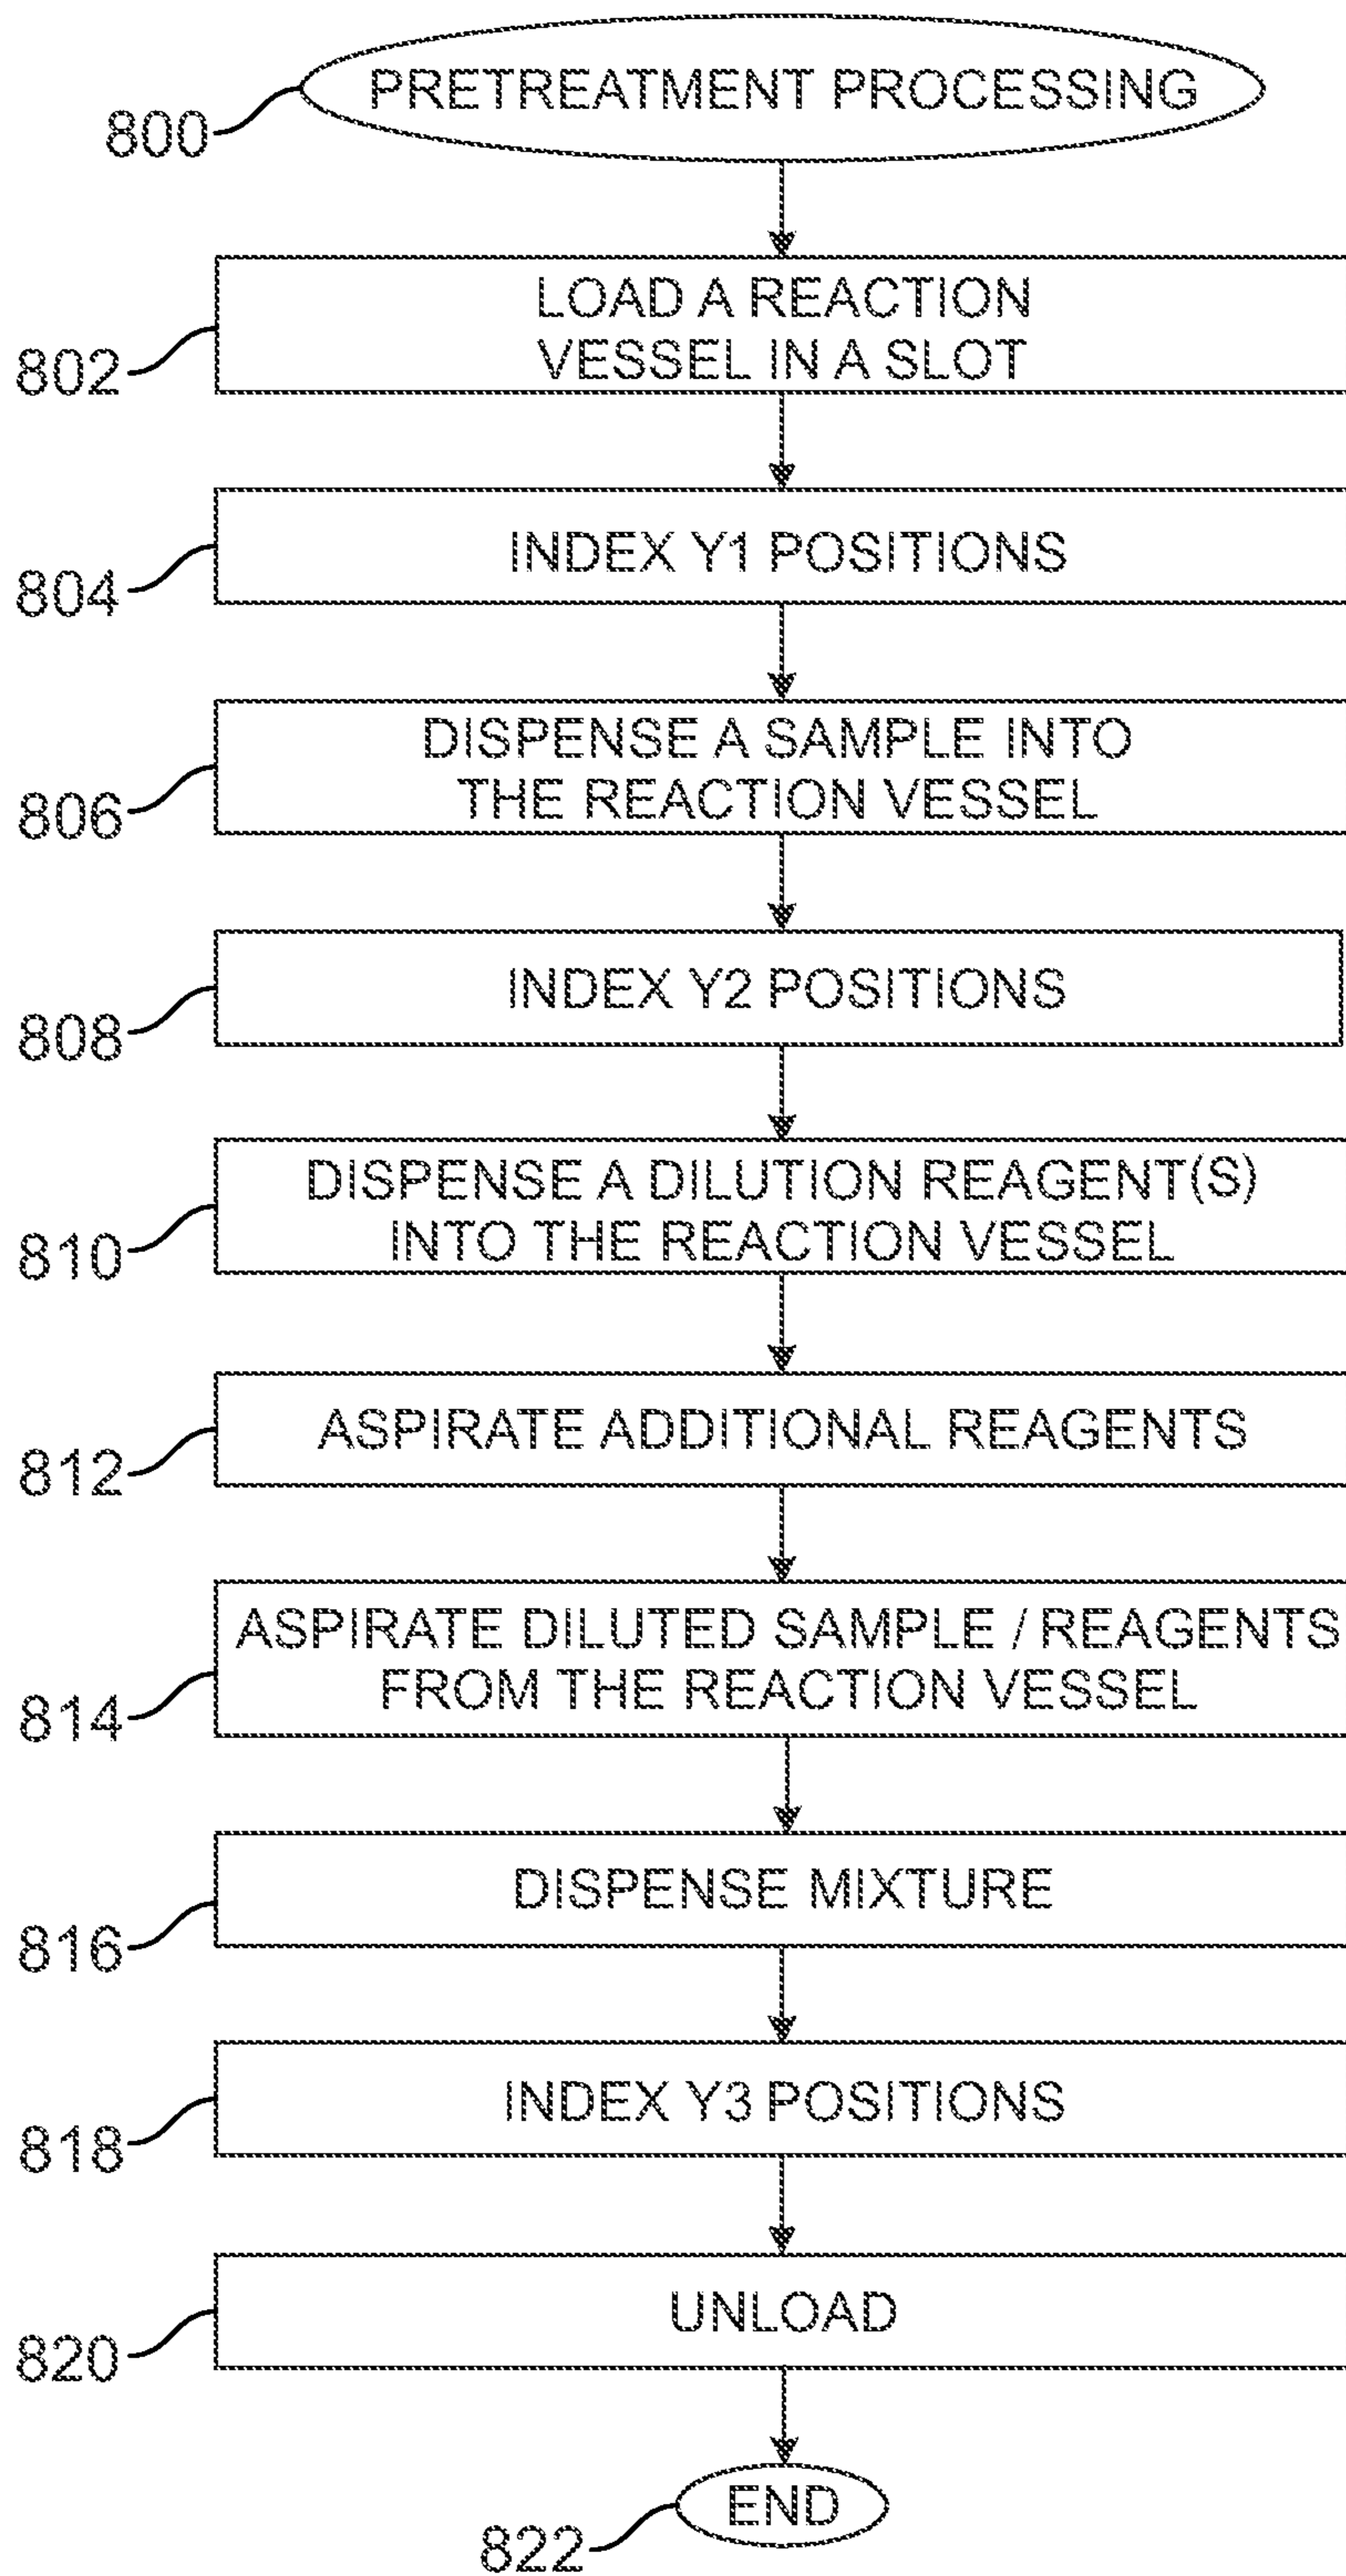 PRETREATMENT PROCESSING
800
LOAD A REACTION
VESSEL IN A SLOT
802
INDEX Y1 POSITIONS
804
DISPENSE A SAMPLE INTO
THE REACTION VESSEL
806
INDEX Y2 POSITIONS
808
DISPENSE A DILUTION REAGENT(S)
INTO THE REACTION VESSEL
810
ASPIRATE ADDITIONAL REAGENTS
812
ASPIRATE DILUTED SAMPLE / REAGENTS
FROM THE REACTION VESSEL
814
DISPENSE MIXTURE
816
INDEX Y3 POSITIONS
818
UNLOAD
820
END
822